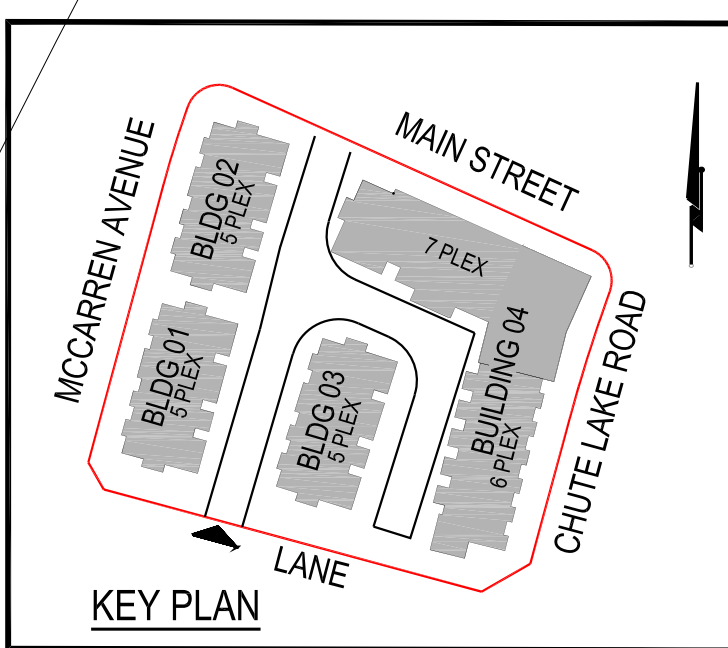 MAIN STREET
MCCARREN AVENUE
BLDG 02
5 PLEX
7 PLEX
BUILDING 04
6 PLEX
CHUTE LAKE ROAD
BLDG 01
5 PLEX
BLDG 03
5 PLEX
LANE
KEY PLAN